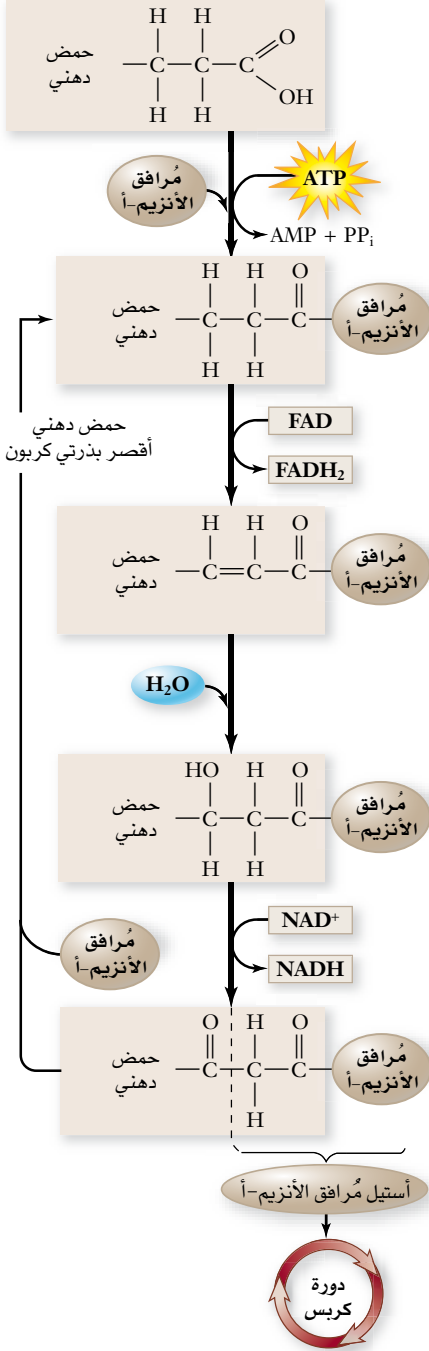 H H
حمض
دهني
C C C
O
OH
H H
مُرافق
الأنزيم-أ
ATP
AMP + PPi
H H O
حمض
دهني
C C C
مُرافق
الأنزيم-أ
H H
حمض دهني
أقصر بذرتي كربون
FAD
FADH₂
H H O
حمض
دهني
C=C C
مُرافق
الأنزيم-أ
H₂O
HO H O
حمض
دهني
C C C
مُرافق
الأنزيم-أ
H H
مُرافق
الأنزيم-أ
NAD⁺
NADH
O H O
حمض
دهني
C C C
مُرافق
الأنزيم-أ
H
أستيل مُرافق الأنزيم-أ
دورة
كربس